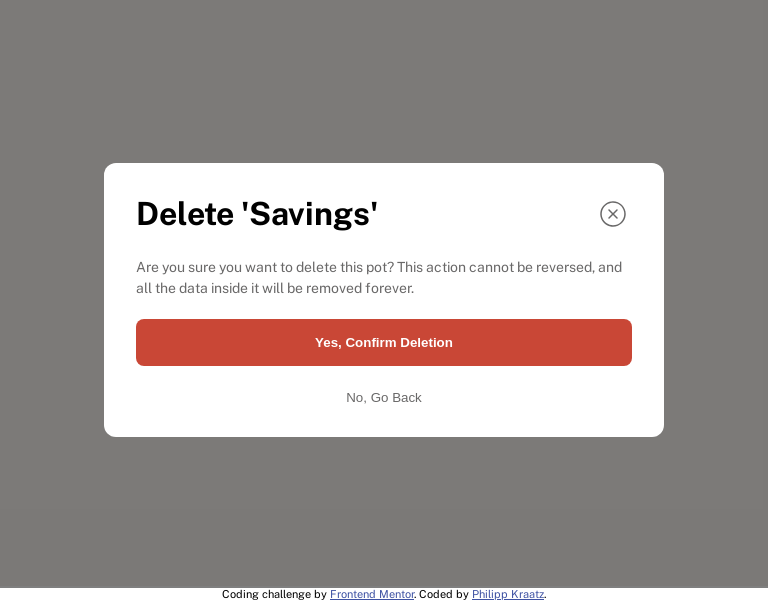 Delete 'Savings'
Are you sure you want to delete this pot? This action cannot be reversed, and
all the data inside it will be removed forever.
Yes, Confirm Deletion
No, Go Back
Coding challenge by Frontend Mentor. Coded by Philipp Kraatz.